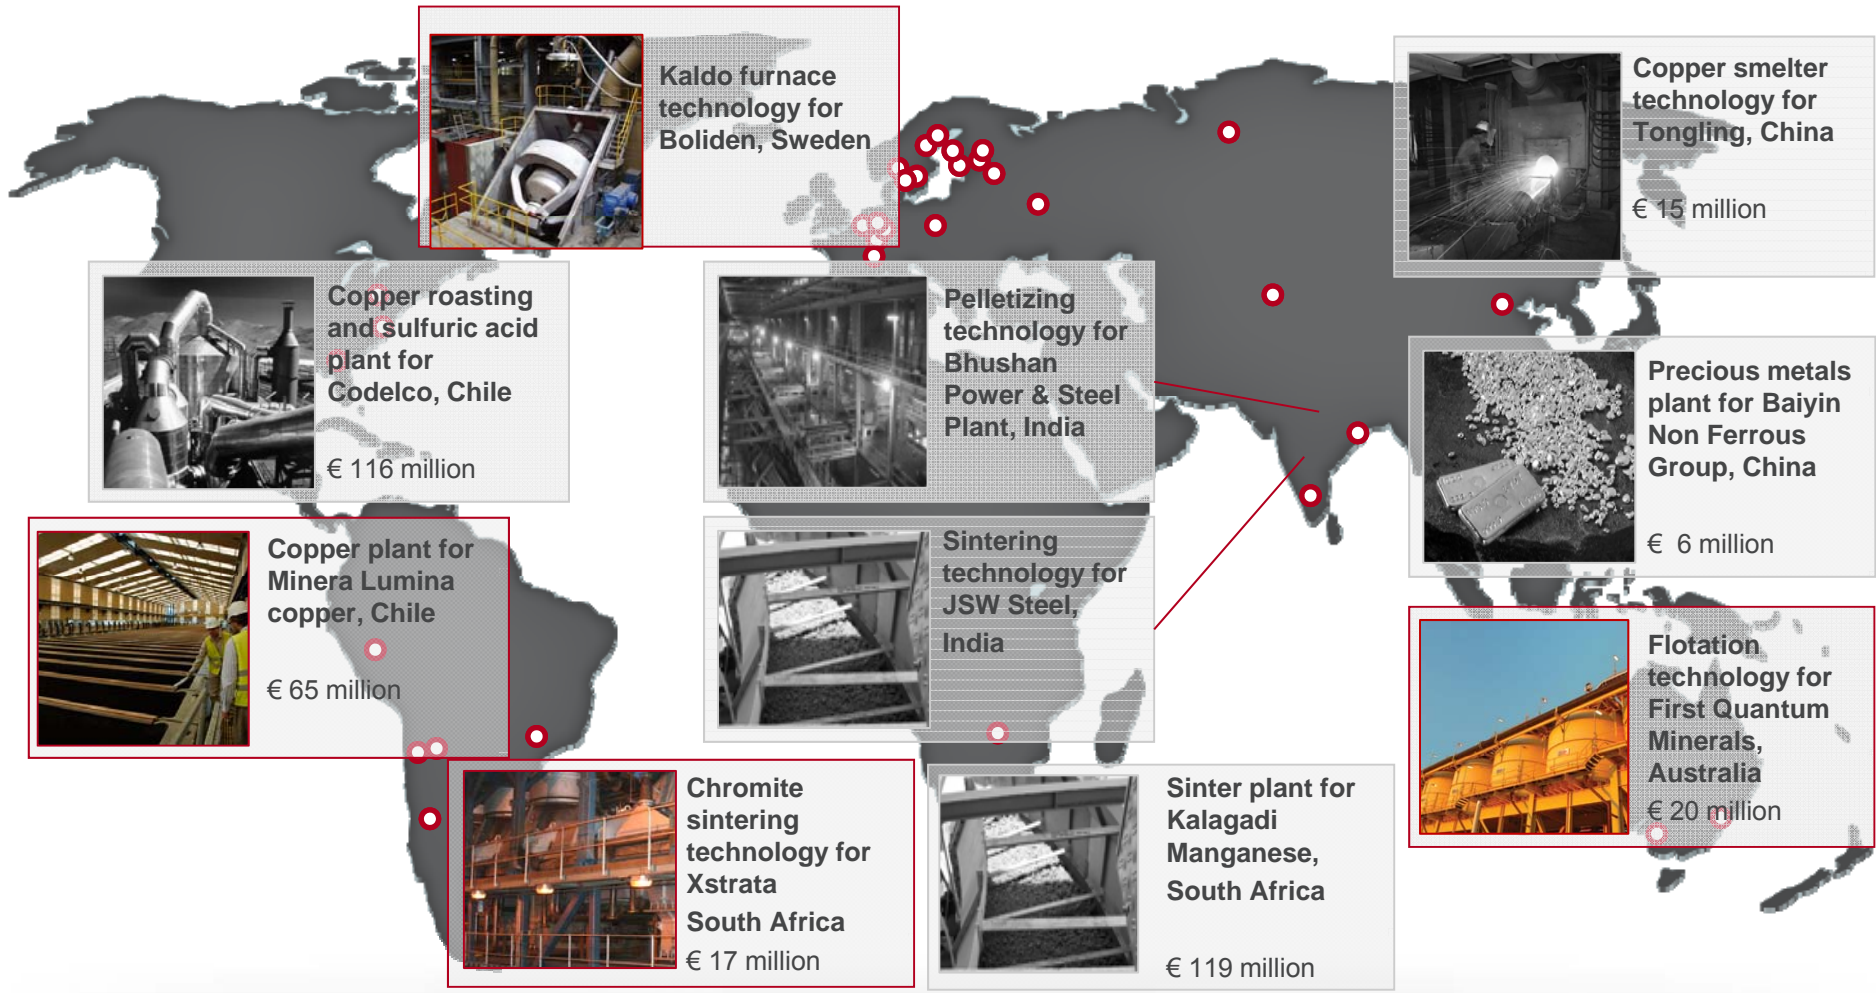 Kaldo furnace
technology for
Boliden, Sweden
Copper smelter
technology for
Tongling, China
€ 15 million
Copper roasting
and sulfuric acid
plant for
Codelco, Chile
€ 116 million
Pelletizing
technology for
Bhushan
Power & Steel
Plant, India
Precious metals
plant for Baiyin
Non Ferrous
Group, China
€ 6 million
Copper plant for
Minera Lumina
copper, Chile
€ 65 million
Sintering
technology for
JSW Steel,
India
Flotation
technology for
First Quantum
Minerals,
Australia
€ 20 million
Chromite
sintering
technology for
Xstrata
South Africa
€ 17 million
Sinter plant for
Kalagadi
Manganese,
South Africa
€ 119 million